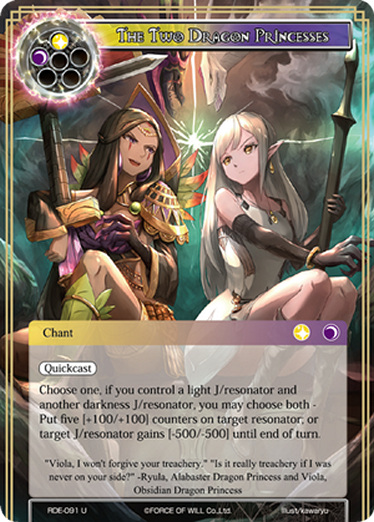 The Two Dragon Princesses
Chant
Quickcast
Choose one, if you control a light J/resonator and
another darkness J/resonator, you may choose both -
Put five [+100/+100] counters on target resonator; or
target J/resonator gains [-500/-500] until end of turn.
"Viola, I won't forgive your treachery." "Is it really treachery if I was
never on your side?" -Ryula, Alabaster Dragon Princess and Viola,
Obsidian Dragon Princess
RDE-091 U ©FORCE OF WILL Co.,Ltd. Illust/kawaryu